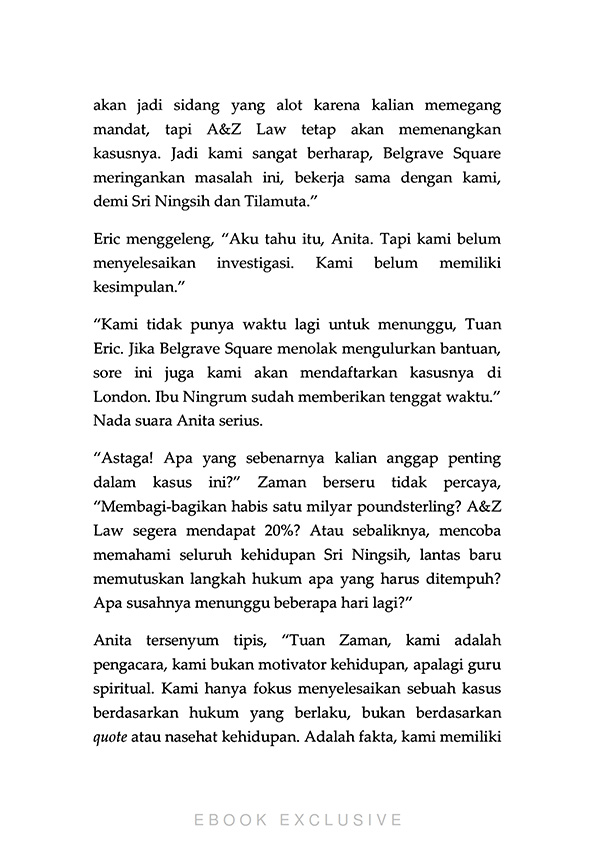 akan jadi sidang yang alot karena kalian memegang
mandat, tapi A&Z Law tetap akan memenangkan
kasusnya. Jadi kami sangat berharap, Belgrave Square
meringankan masalah ini, bekerja sama dengan kami,
demi Sri Ningsih dan Tilamuta.”
Eric menggeleng, “Aku tahu itu, Anita. Tapi kami belum
menyelesaikan investigasi. Kami belum memiliki
kesimpulan.”
“Kami tidak punya waktu lagi untuk menunggu, Tuan
Eric. Jika Belgrave Square menolak mengulurkan bantuan,
sore ini juga kami akan mendaftarkan kasusnya di
London. Ibu Ningrum sudah memberikan tenggat waktu.”
Nada suara Anita serius.
“Astaga! Apa yang sebenarnya kalian anggap penting
dalam kasus ini?” Zaman berseru tidak percaya,
“Membagi-bagikan habis satu milyar poundsterling? A&Z
Law segera mendapat 20%? Atau sebaliknya, mencoba
memahami seluruh kehidupan Sri Ningsih, lantas baru
memutuskan langkah hukum apa yang harus ditempuh?
Apa susahnya menunggu beberapa hari lagi?”
Anita tersenyum tipis, “Tuan Zaman, kami adalah
pengacara, kami bukan motivator kehidupan, apalagi guru
spiritual. Kami hanya fokus menyelesaikan sebuah kasus
berdasarkan hukum yang berlaku, bukan berdasarkan
quote atau nasehat kehidupan. Adalah fakta, kami memiliki
EBOOK EXCLUSIVE